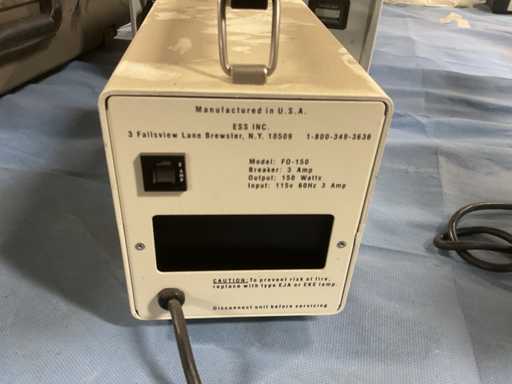 Manufactured in U.S.A.
ESS INC.
3 Fallsview Lane Brewster, N.Y. 10509 1-800-348-3636
Model: FO-150
Breaker: 3 Amp
Output: 150 Watts
Input: 115v 60Hz 3 Amp
CAUTION: To prevent risk of fire,
replace with type EJA or EKE lamp.
Disconnect unit before servicing